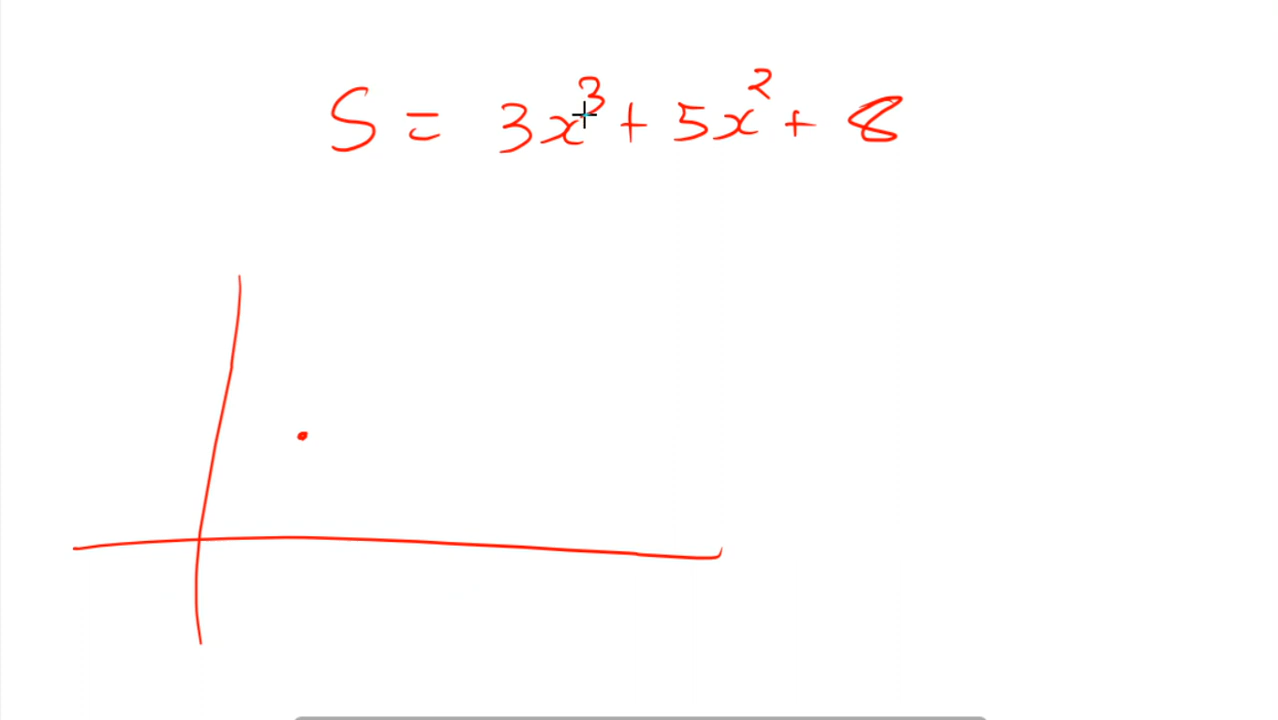 S = 3x³ + 5x² + 8